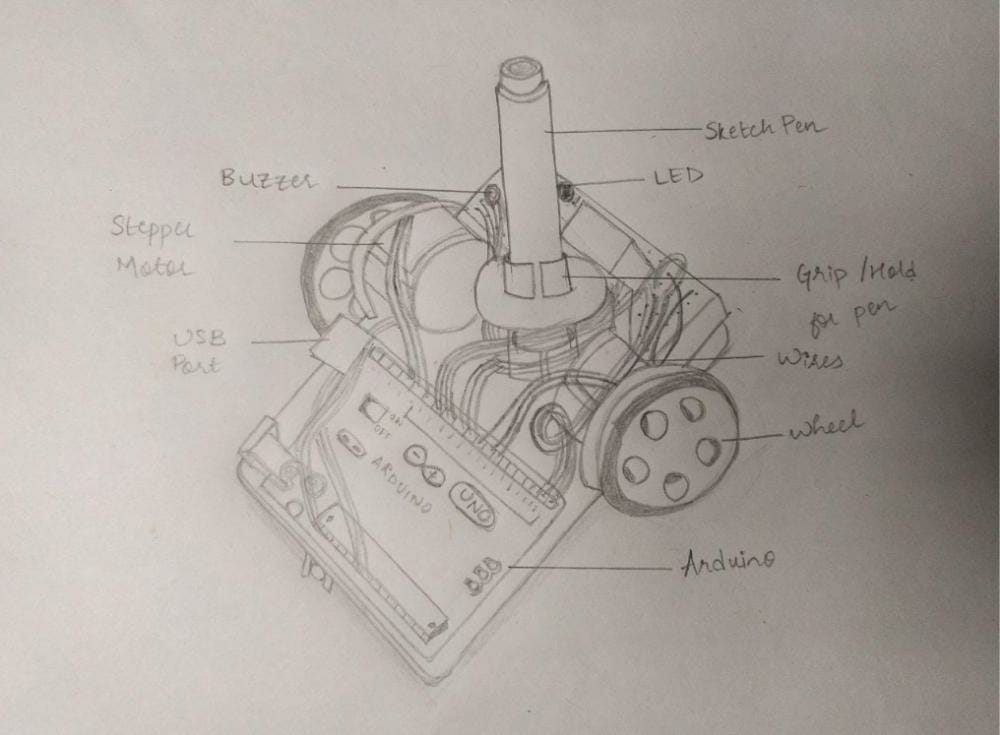 Sketch Pen
Buzzer
LED
Stepper
Motor
Grip / Hold
for pen
USB
Port
Wires
Wheel
ON
OFF
ARDUINO
UNO
Arduino